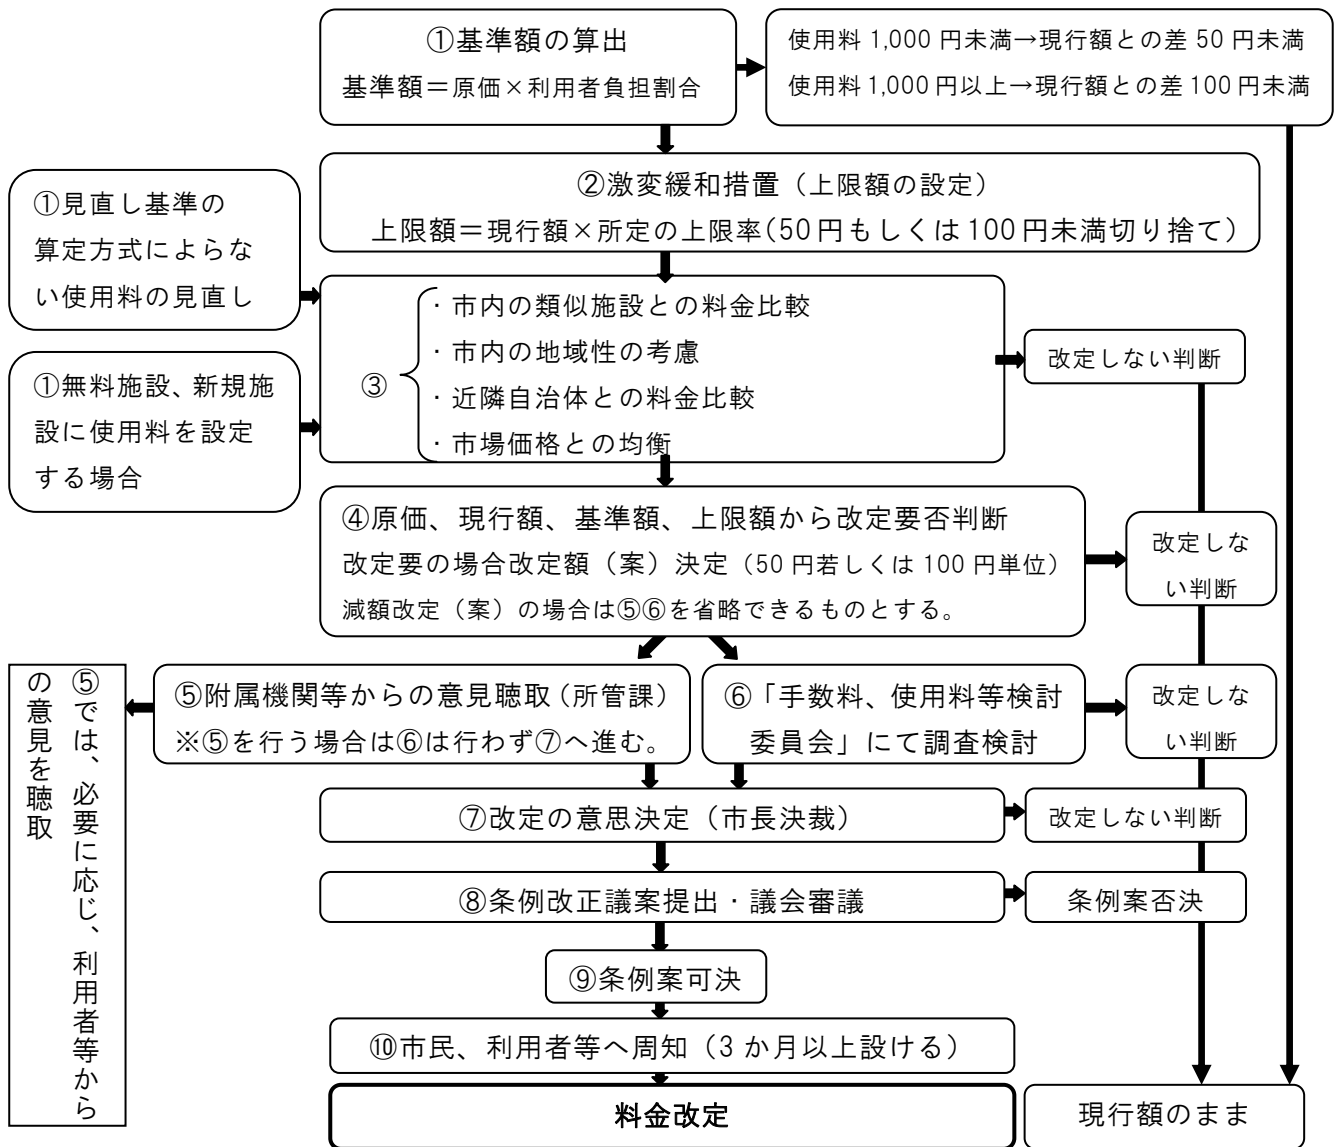 ①基準額の算出
基準額＝原価×利用者負担割合
使用料 1,000 円未満→現行額との差 50 円未満
使用料 1,000 円以上→現行額との差 100 円未満
②激変緩和措置（上限額の設定）
上限額＝現行額×所定の上限率(50 円もしくは 100 円未満切り捨て）
①見直し基準の
算定方式によらな
い使用料の見直し
①無料施設、新規施
設に使用料を設定
する場合
③
・市内の類似施設との料金比較
・市内の地域性の考慮
・近隣自治体との料金比較
・市場価格との均衡
改定しない判断
④原価、現行額、基準額、上限額から改定要否判断
改定要の場合改定額（案）決定（50 円若しくは 100 円単位）
減額改定（案）の場合は⑤⑥を省略できるものとする。
改定しな
い判断
⑤では、必要に応じ、利用者等から
の意見を聴取
⑤附属機関等からの意見聴取（所管課）
※⑤を行う場合は⑥は行わず⑦へ進む。
⑥「手数料、使用料等検討
委員会」にて調査検討
改定しな
い判断
⑦改定の意思決定（市長決裁）
改定しない判断
⑧条例改正議案提出・議会審議
条例案否決
⑨条例案可決
⑩市民、利用者等へ周知（3 か月以上設ける）
料金改定
現行額のまま